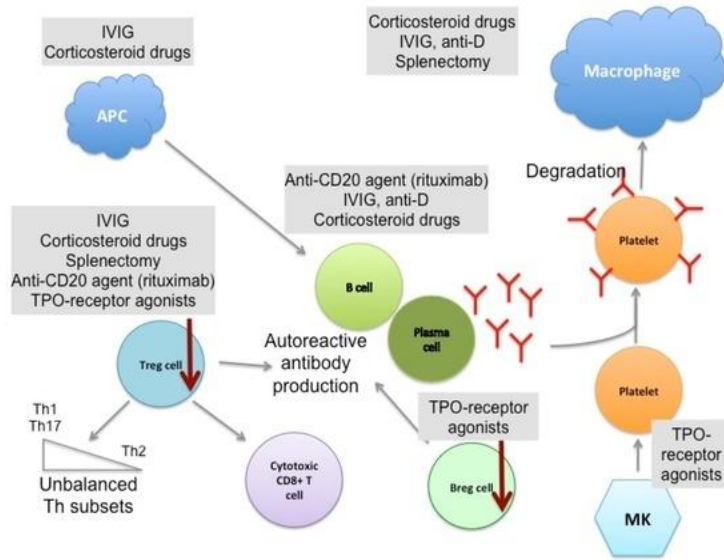 IVIG
Corticosteroid drugs
APC
Corticosteroid drugs
IVIG, anti-D
Splenectomy
Macrophage
Degradation
Anti-CD20 agent (rituximab)
IVIG, anti-D
Corticosteroid drugs
IVIG
Corticosteroid drugs
Splenectomy
Anti-CD20 agent (rituximab)
TPO-receptor agonists
B cell
Plasma
cell
Platelet
Treg cell
Autoreactive
antibody
production
Platelet
TPO-receptor
agonists
Th1
Th17
Th2
Unbalanced
Th subsets
Cytotoxic
CD8+ T
cell
Breg cell
TPO-
receptor
agonists
MK